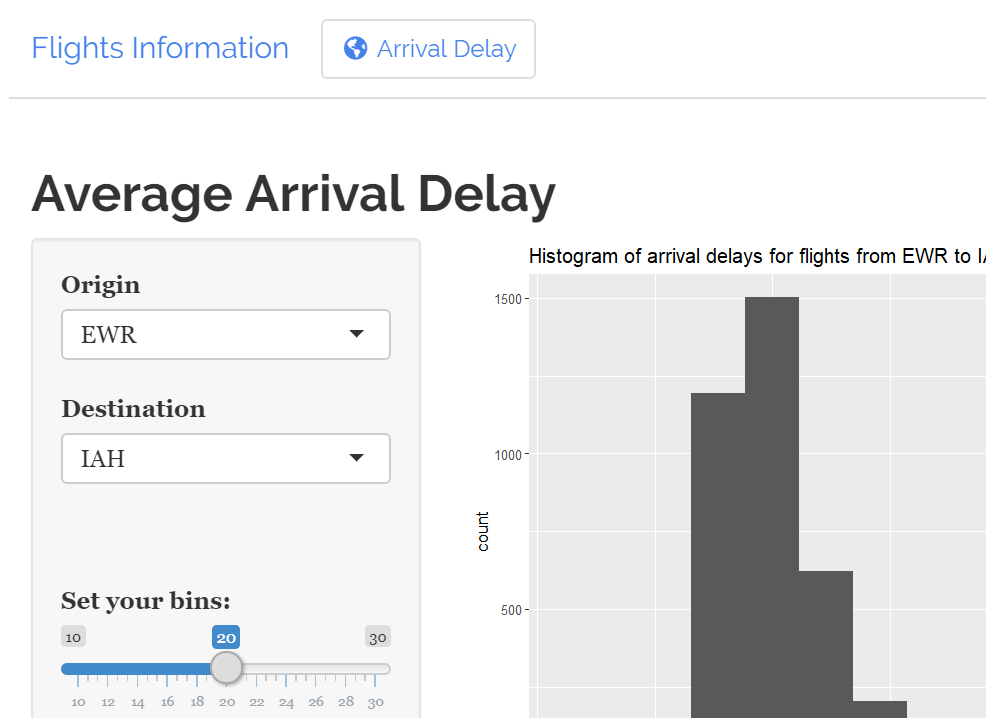 Flights Information
Arrival Delay
Average Arrival Delay
Origin
EWR
Destination
IAH
Set your bins:
10 20 30
10 12 14 16 18 20 22 24 26 28 30
Histogram of arrival delays for flights from EWR to
1500
1000
count
500